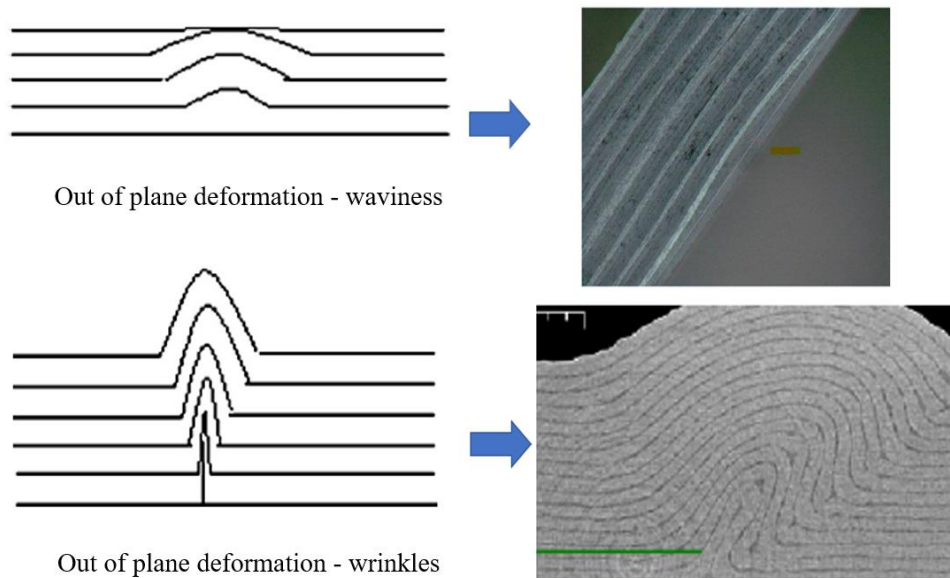 Out of plane deformation - waviness
Out of plane deformation - wrinkles